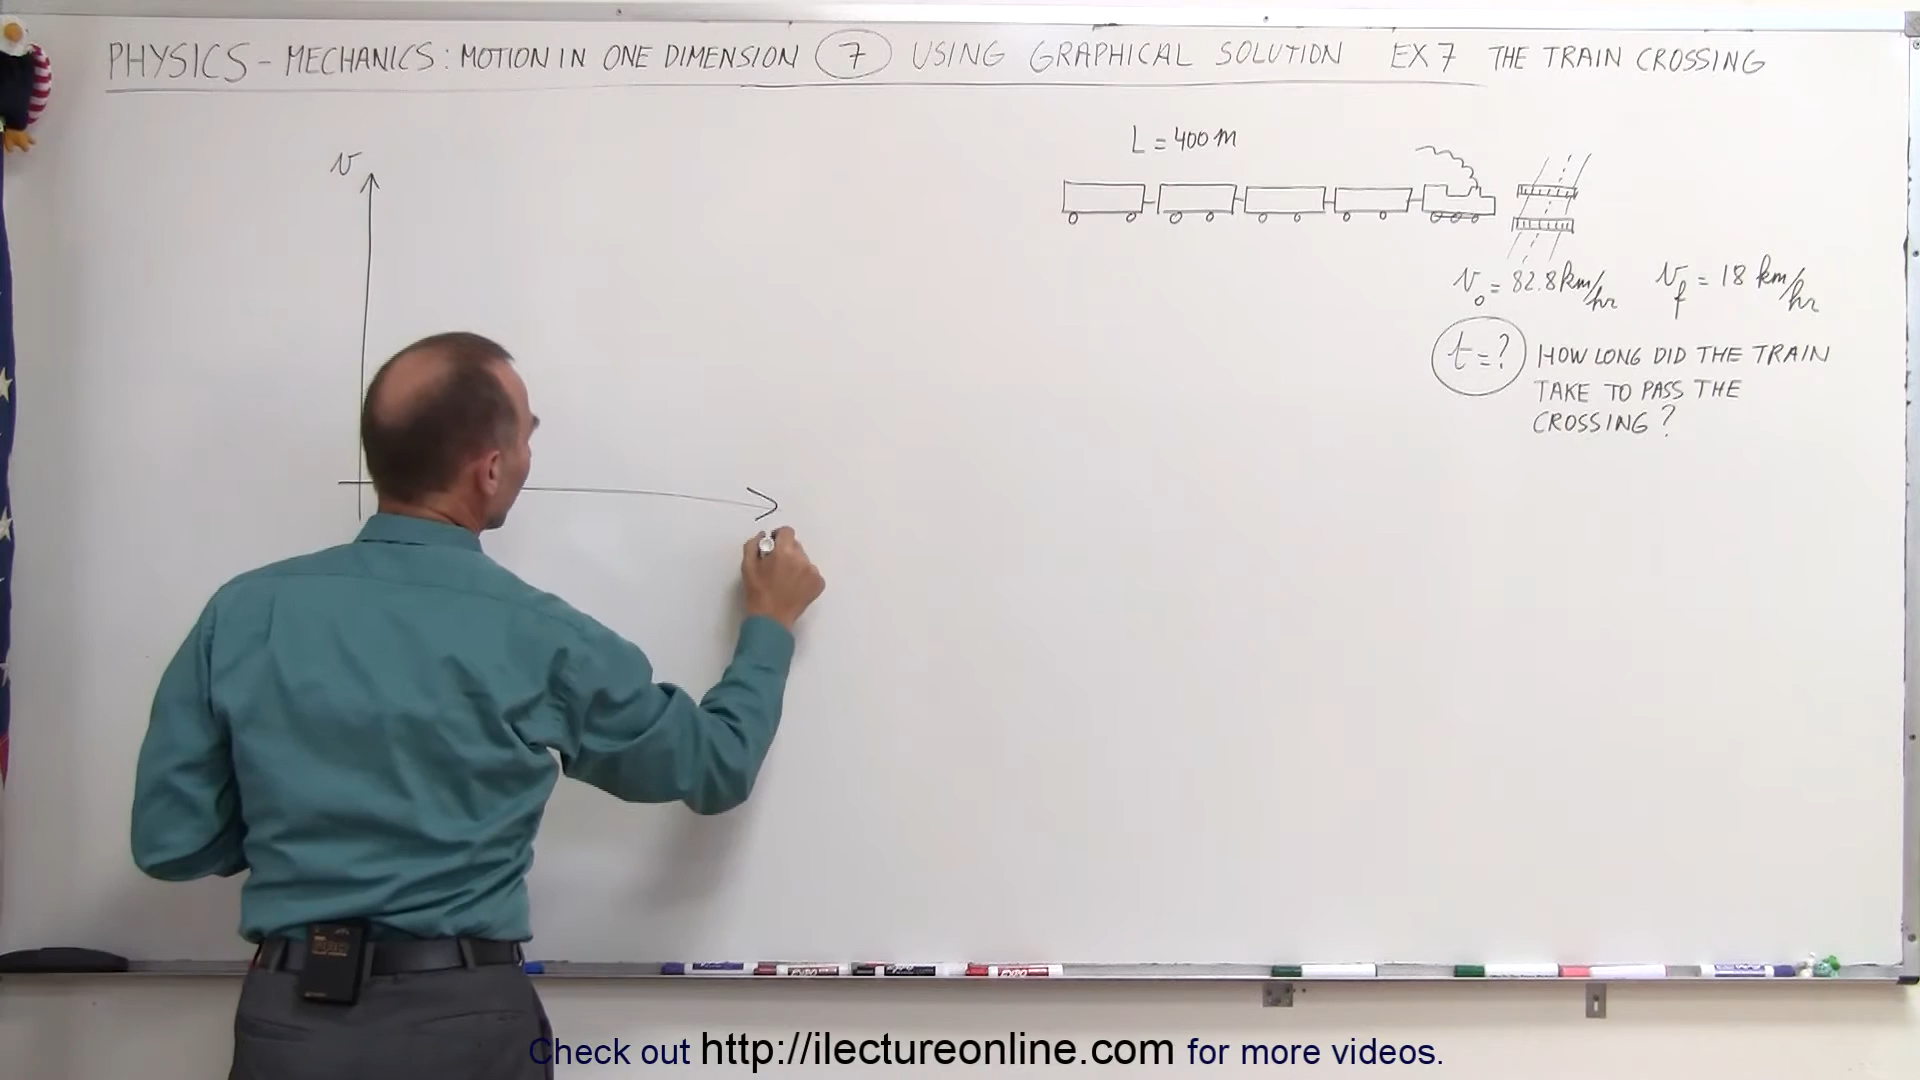 PHYSICS - MECHANICS: MOTION IN ONE DIMENSION 7 USING GRAPHICAL SOLUTION EX 7 THE TRAIN CROSSING
v
L = 400 m
v₀ = 82.8 km/hr v_f = 18 km/hr
t = ? HOW LONG DID THE TRAIN
TAKE TO PASS THE
CROSSING?
Check out http://ilectureonline.com for more videos.